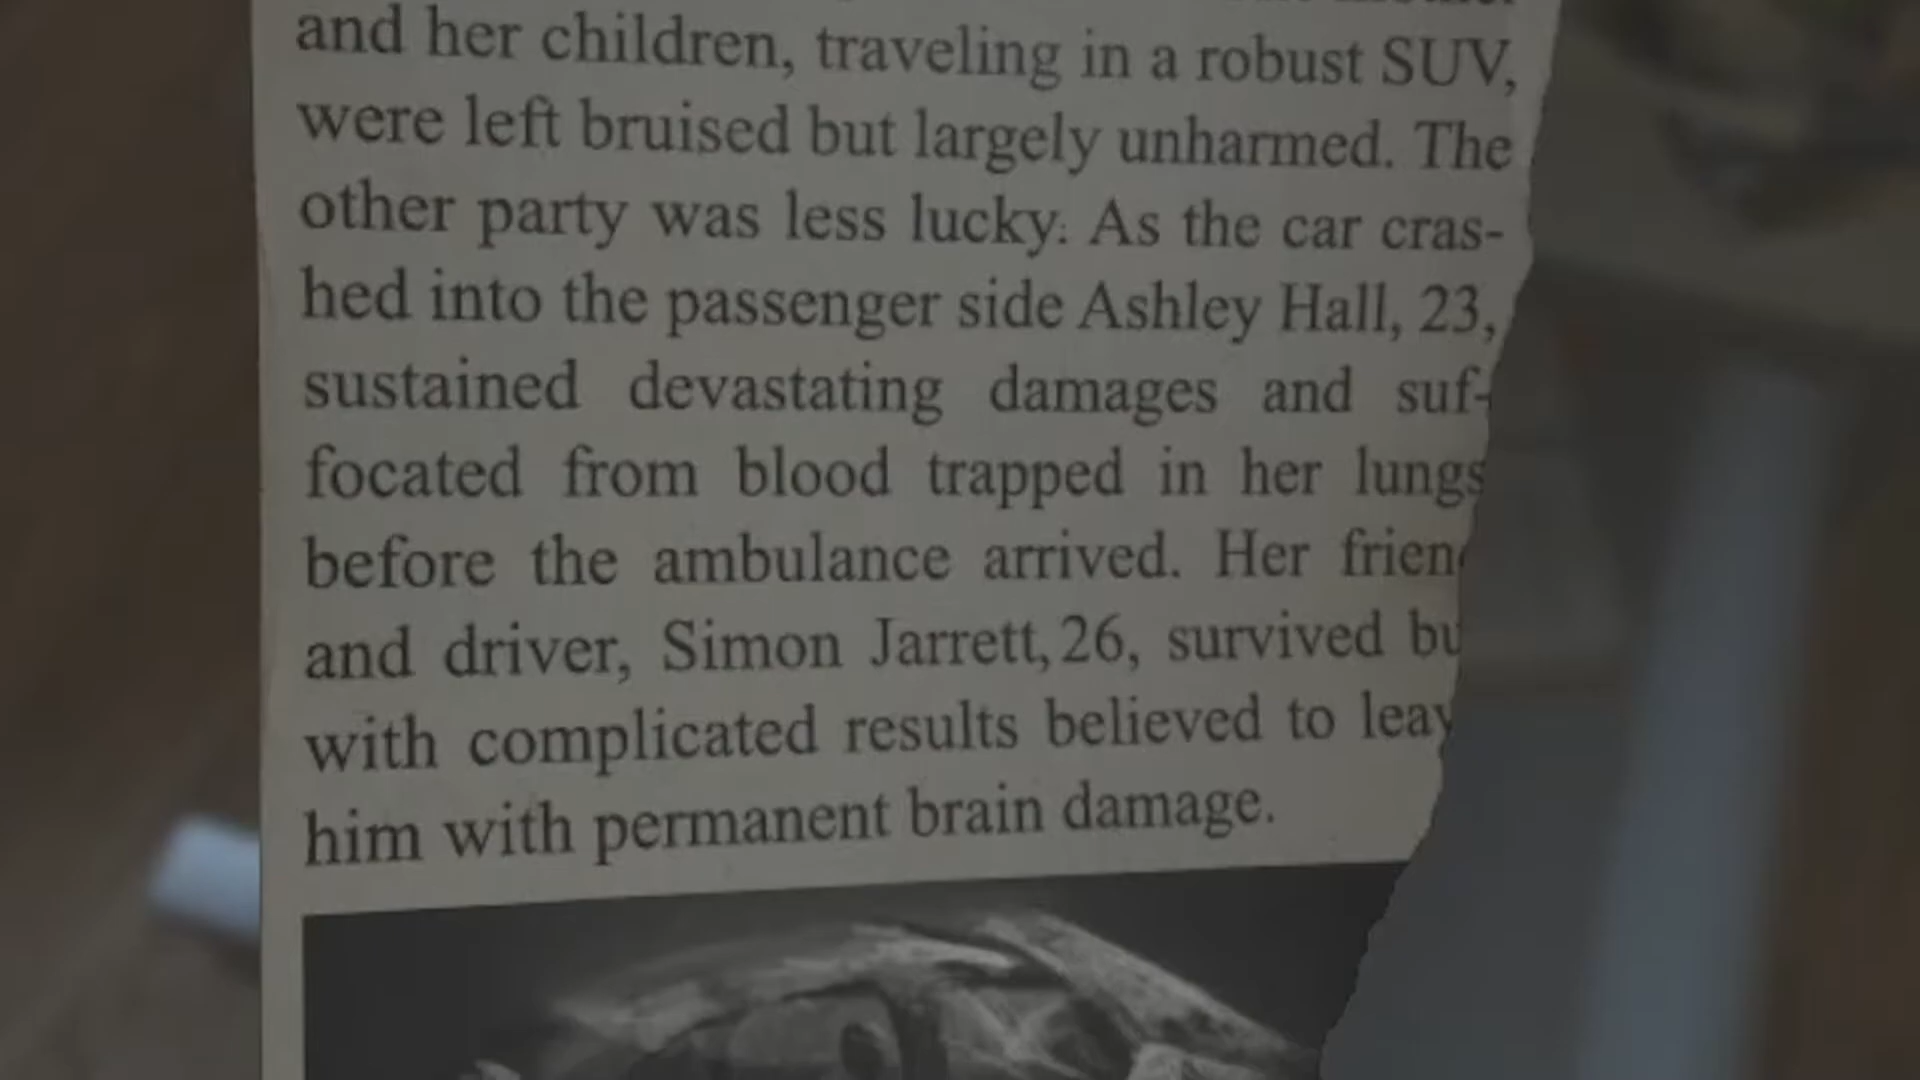 and her children, traveling in a robust SUV,
were left bruised but largely unharmed. The
other party was less lucky. As the car cras-
hed into the passenger side Ashley Hall, 23,
sustained devastating damages and suf-
focated from blood trapped in her lungs
before the ambulance arrived. Her frien
and driver, Simon Jarrett, 26, survived bu
with complicated results believed to leav
him with permanent brain damage.